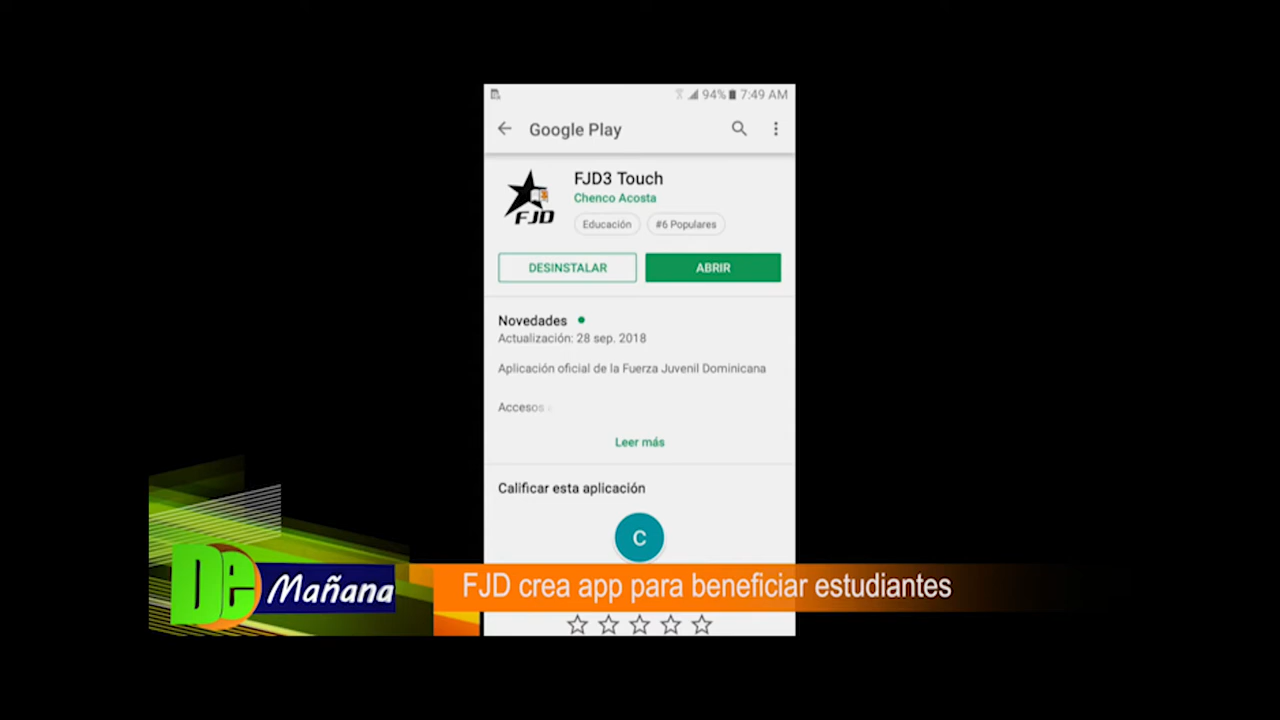 94% 7:49 AM
Google Play
FJD3 Touch
Chenco Acosta
Educación #6 Populares
FJD
DESINSTALAR ABRIR
Novedades
Actualización: 28 sep. 2018
Aplicación oficial de la Fuerza Juvenil Dominicana
Accesos
Leer más
Calificar esta aplicación
C
De Mañana
FJD crea app para beneficiar estudiantes